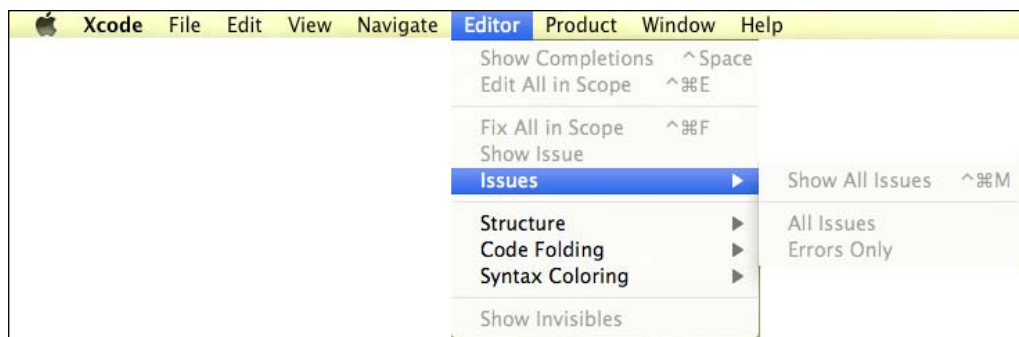 Xcode File Edit View Navigate Editor Product Window Help
Show Completions ^Space
Edit All in Scope ^⌘E
Fix All in Scope ^⌘F
Show Issue
Issues Show All Issues ^⌘M
Structure All Issues
Code Folding Errors Only
Syntax Coloring
Show Invisibles